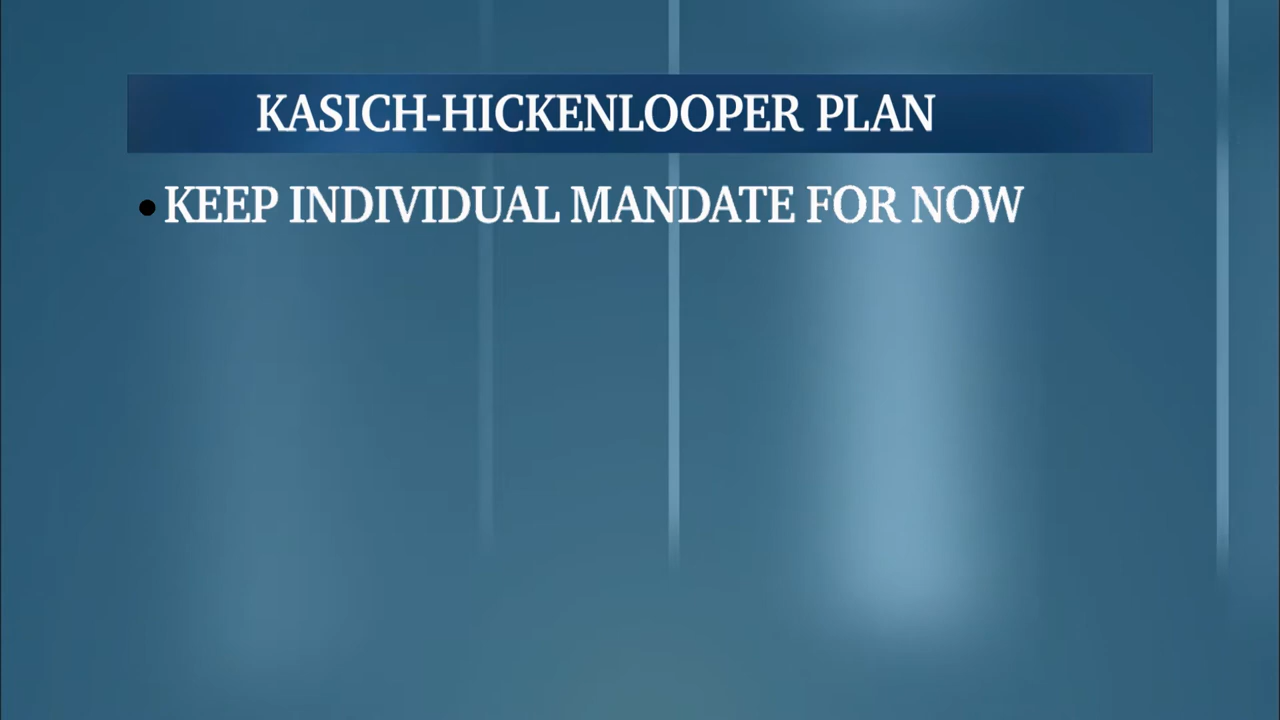 KASICH-HICKENLOOPER PLAN
• KEEP INDIVIDUAL MANDATE FOR NOW